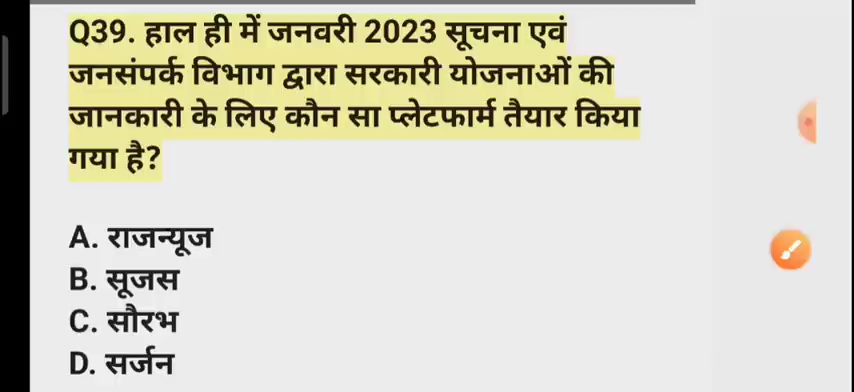 Q39. हाल ही में जनवरी 2023 सूचना एवं
जनसंपर्क विभाग द्वारा सरकारी योजनाओं की
जानकारी के लिए कौन सा प्लेटफार्म तैयार किया
गया है?
A. राजन्यूज
B. सूजस
C. सौरभ
D. सर्जन